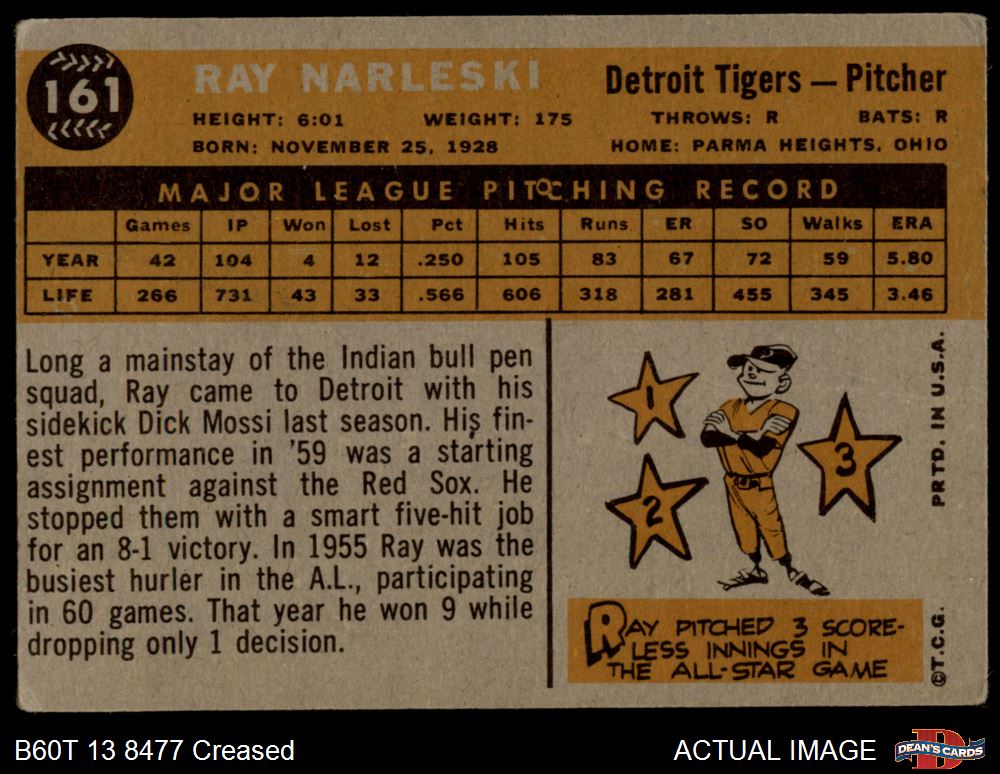 161
RAY NARLESKI
Detroit Tigers — Pitcher
HEIGHT: 6:01 WEIGHT: 175 THROWS: R BATS: R
BORN: NOVEMBER 25, 1928 HOME: PARMA HEIGHTS, OHIO
MAJOR LEAGUE PITCHING RECORD
Games IP Won Lost Pct Hits Runs ER SO Walks ERA
YEAR 42 104 4 12 .250 105 83 67 72 59 5.80
LIFE 266 731 43 33 .566 606 318 281 455 345 3.46
Long a mainstay of the Indian bull pen
squad, Ray came to Detroit with his
sidekick Dick Mossi last season. His fin-
est performance in '59 was a starting
assignment against the Red Sox. He
stopped them with a smart five-hit job
for an 8-1 victory. In 1955 Ray was the
busiest hurler in the A.L., participating
in 60 games. That year he won 9 while
dropping only 1 decision.
1
2
3
RAY PITCHED 3 SCORE-
LESS INNINGS IN
THE ALL-STAR GAME
©T.C.G. PRTD. IN U.S.A.
B60T 13 8477 Creased
ACTUAL IMAGE
D
DEAN'S CARDS